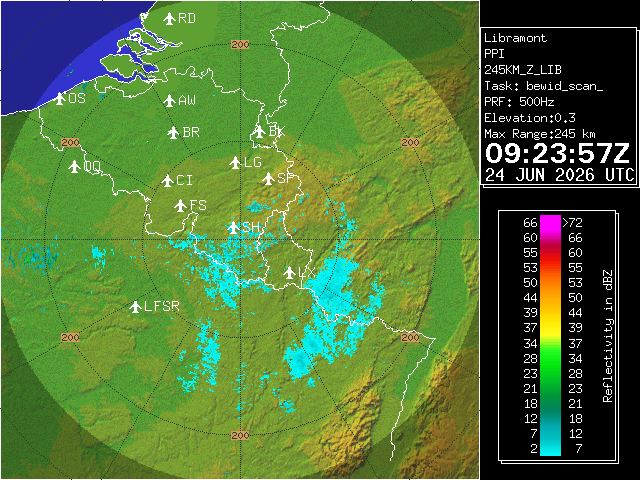 RD
200
OS
AW
BR
BK
200
200
QQ
LG
CI
SP
FS
SH
LX
LFSR
200
200
200
Libramont
PPI
245KM_Z_LIB
Task: bewid_scan_
PRF: 500Hz
Elevation:0.3
Max Range:245 km
09:23:57Z
24 JUN 2026 UTC
66 >72
60 66
55 60
53 55
50 53
44 50
39 44
37 39
34 37
28 34
23 28
21 23
18 21
12 18
7 12
2 7
Reflectivity in dBZ